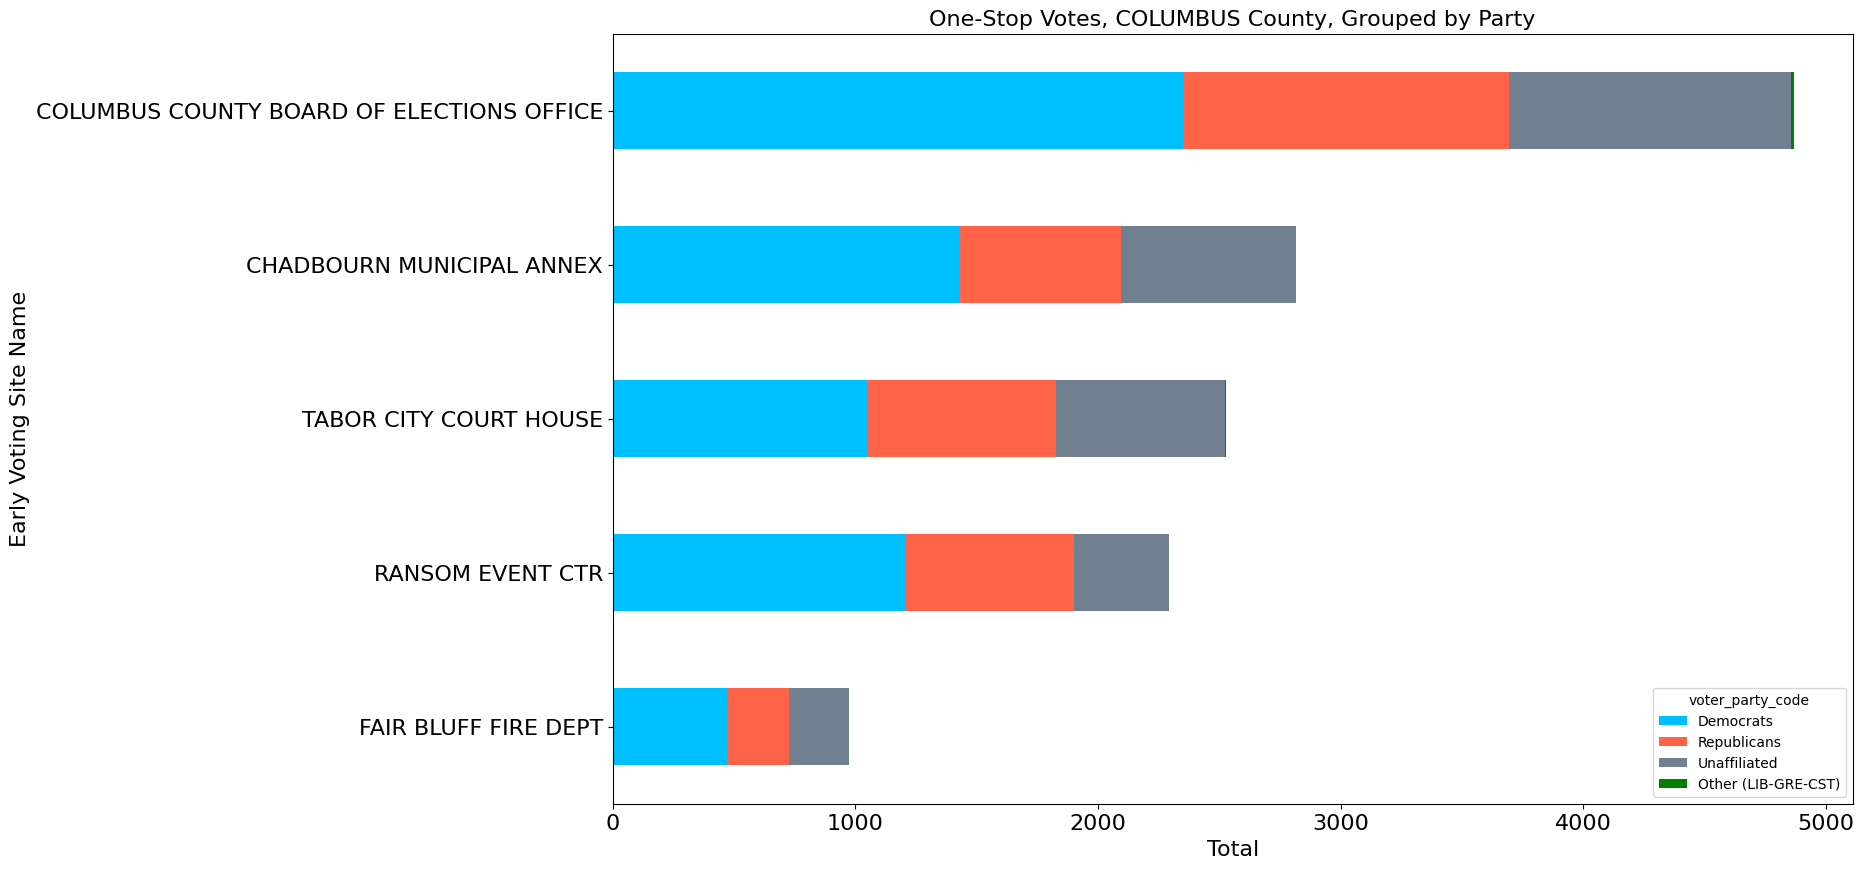 One-Stop Votes, COLUMBUS County, Grouped by Party
Early Voting Site Name
COLUMBUS COUNTY BOARD OF ELECTIONS OFFICE
CHADBOURN MUNICIPAL ANNEX
TABOR CITY COURT HOUSE
RANSOM EVENT CTR
FAIR BLUFF FIRE DEPT
voter_party_code
Democrats
Republicans
Unaffiliated
Other (LIB-GRE-CST)
0 1000 2000 3000 4000 5000
Total